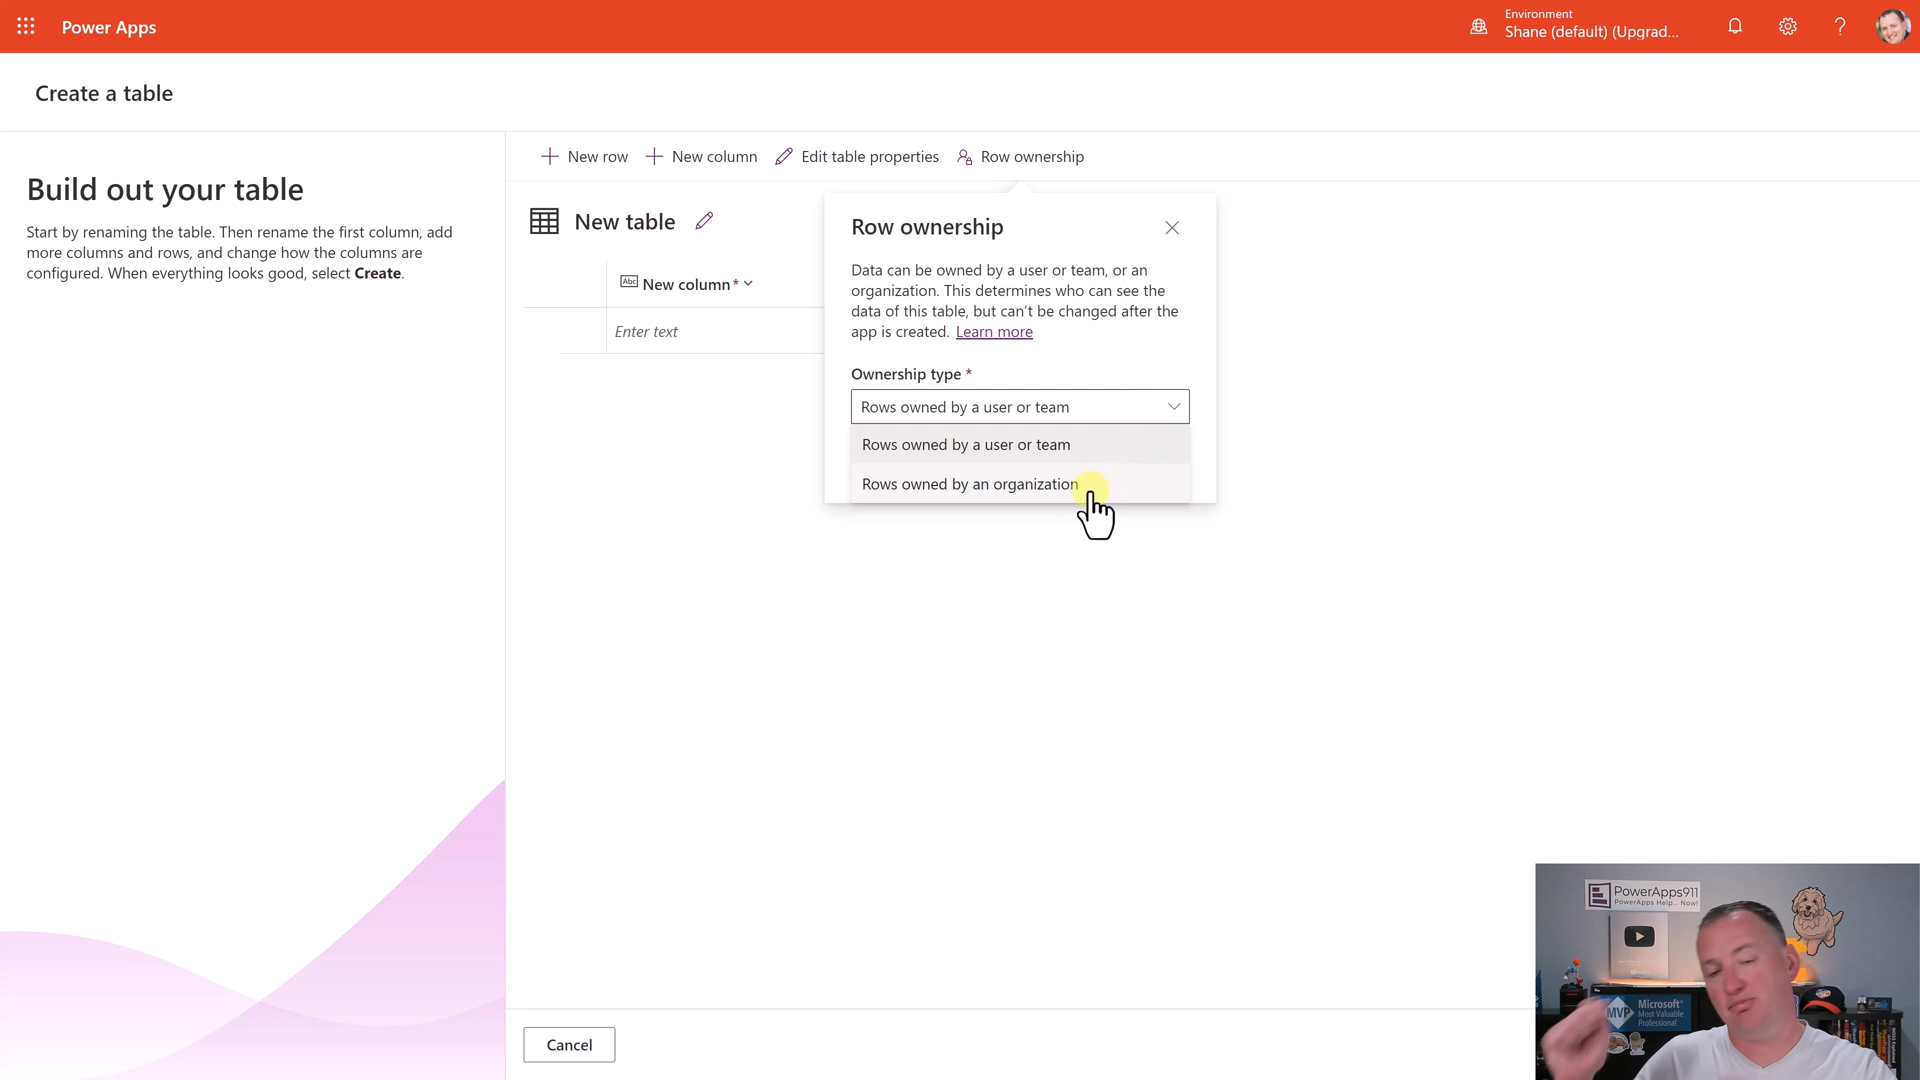 Power Apps
Environment
Shane (default) (Upgrad...
Create a table
Build out your table
Start by renaming the table. Then rename the first column, add
more columns and rows, and change how the columns are
configured. When everything looks good, select Create.
New row
New column
Edit table properties
Row ownership
New table
Abc
New column *
Enter text
Row ownership
Data can be owned by a user or team, or an
organization. This determines who can see the
data of this table, but can't be changed after the
app is created. Learn more
Ownership type *
Rows owned by a user or team
Rows owned by a user or team
Rows owned by an organization
Cancel
PowerApps911
PowerApps Help... Now!
Microsoft®
MVP
Most Valuable
Professional